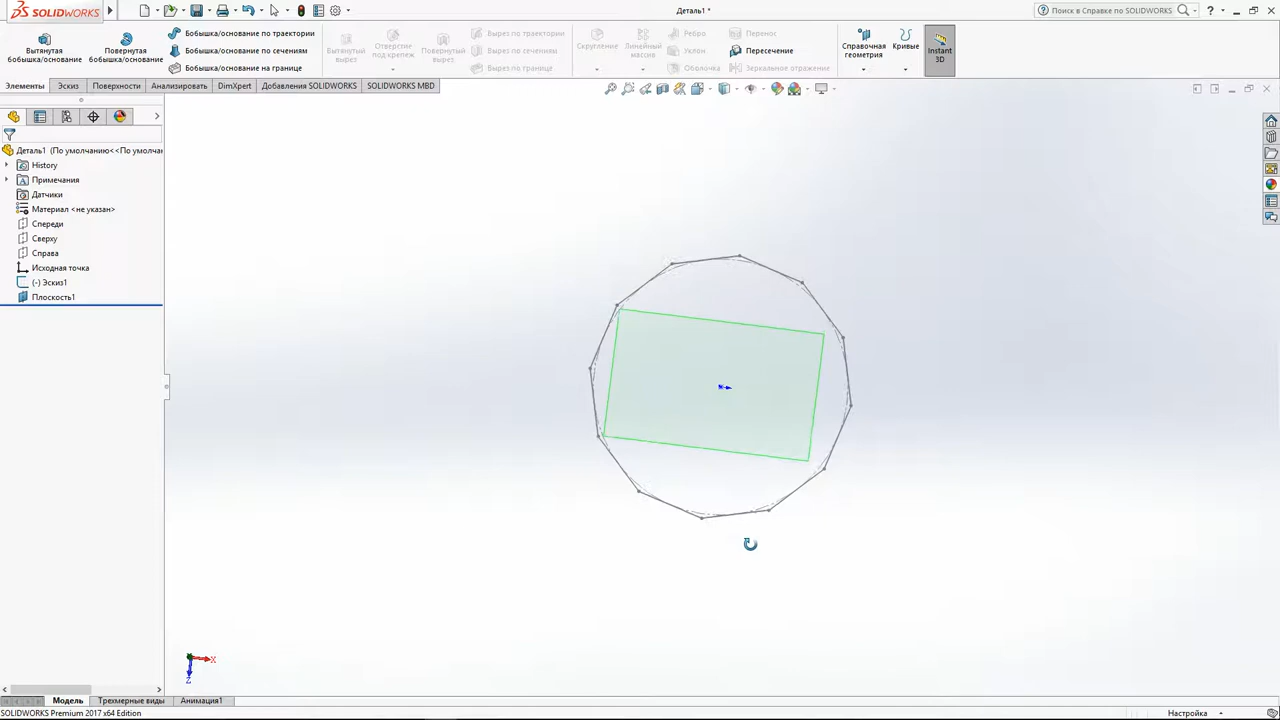 SOLIDWORKS
Деталь1 *
Поиск в Справке по SOLIDWORKS
Вытянутая
бобышка/основание
Повернутая
бобышка/основание
Бобышка/основание по траектории
Бобышка/основание по сечениям
Бобышка/основание на границе
Вытянутый
вырез
Отверстие
под крепеж
Повернутый
вырез
Вырез по траектории
Вырез по сечениям
Вырез по границе
Скругление
Линейный
массив
Ребро
Уклон
Оболочка
Перенос
Пересечение
Зеркальное отражение
Справочная
геометрия
Кривые
Instant
3D
Элементы
Эскиз
Поверхности
Анализировать
DimXpert
Добавления SOLIDWORKS
SOLIDWORKS MBD
Деталь1 (По умолчанию<<По умолчан
History
Примечания
Датчики
Материал <не указан>
Спереди
Сверху
Справа
Исходная точка
(-) Эскиз1
Плоскость1
X
Z
Модель
Трехмерные виды
Анимация1
SOLIDWORKS Premium 2017 x64 Edition
Настройка